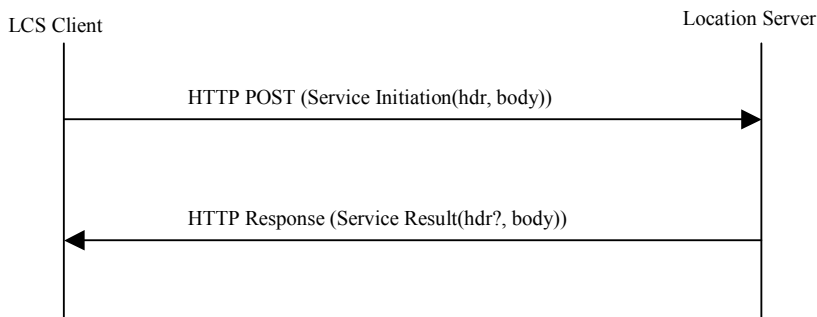 LCS Client
Location Server
HTTP POST (Service Initiation(hdr, body))
HTTP Response (Service Result(hdr?, body))